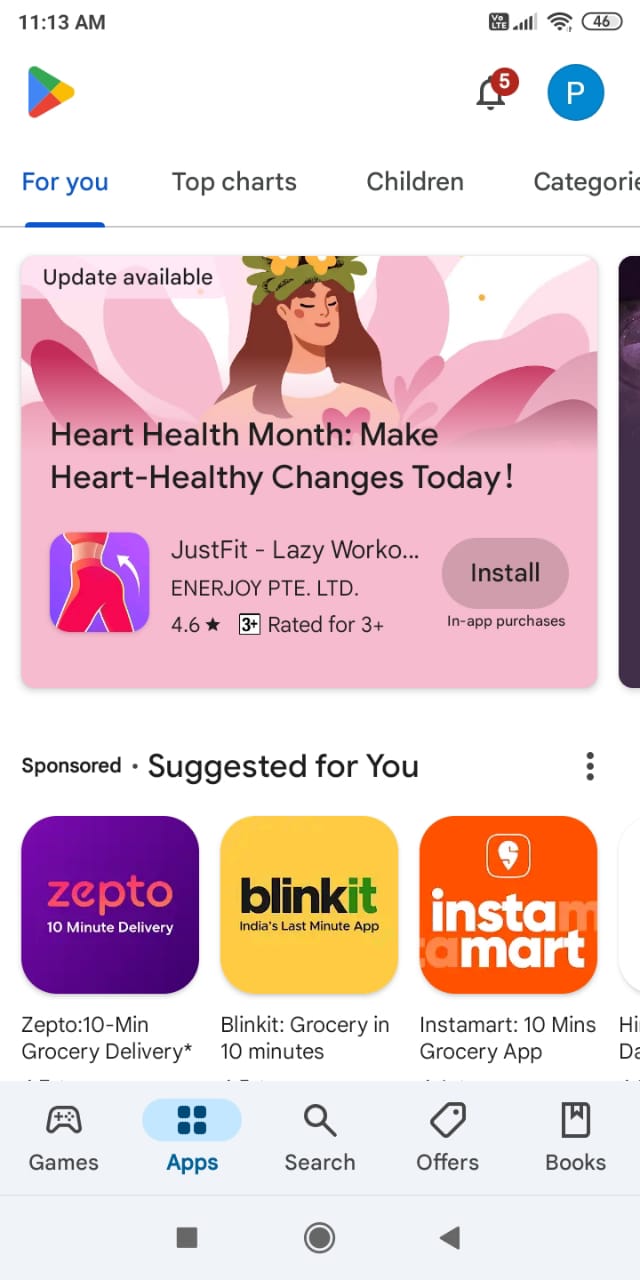 11:13 AM
Vo LTE
46
5
P
For you
Top charts
Children
Categorie
Update available
Heart Health Month: Make
Heart-Healthy Changes Today!
JustFit - Lazy Worko...
ENERJOY PTE. LTD.
4.6 ★ 3+ Rated for 3+
Install
In-app purchases
Sponsored • Suggested for You
zepto
10 Minute Delivery
blinkit
India's Last Minute App
instam
tamart
Zepto:10-Min
Grocery Delivery*
Blinkit: Grocery in
10 minutes
Instamart: 10 Mins
Grocery App
Hi
Da
Games
Apps
Search
Offers
Books